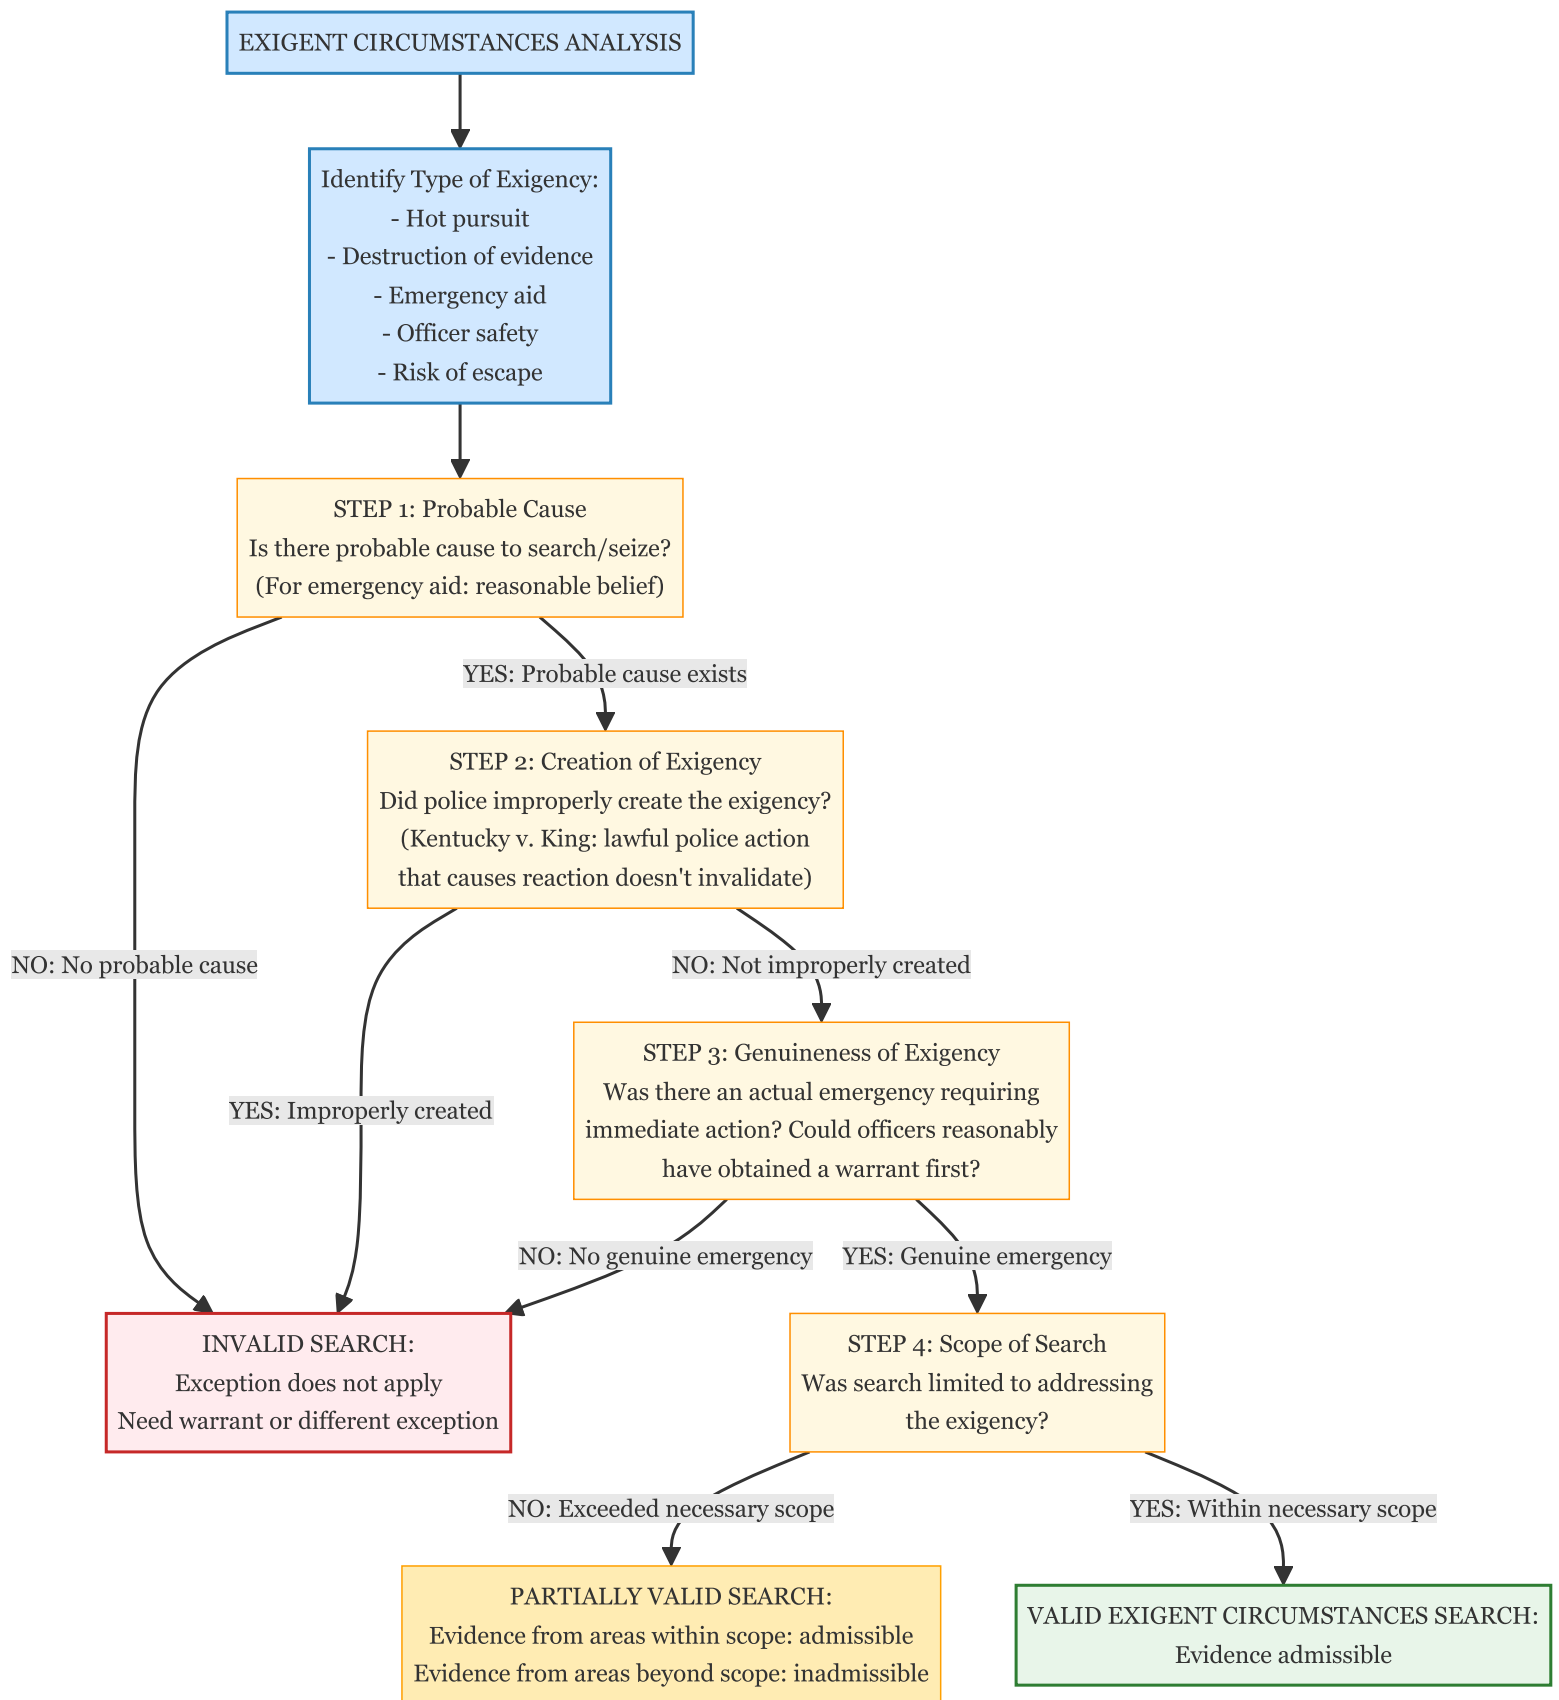 EXIGENT CIRCUMSTANCES ANALYSIS
Identify Type of Exigency:
- Hot pursuit
- Destruction of evidence
- Emergency aid
- Officer safety
- Risk of escape
STEP 1: Probable Cause
Is there probable cause to search/seize?
(For emergency aid: reasonable belief)
YES: Probable cause exists
STEP 2: Creation of Exigency
Did police improperly create the exigency?
(Kentucky v. King: lawful police action
that causes reaction doesn't invalidate)
NO: No probable cause
NO: Not improperly created
STEP 3: Genuineness of Exigency
Was there an actual emergency requiring
immediate action? Could officers reasonably
have obtained a warrant first?
YES: Improperly created
NO: No genuine emergency
YES: Genuine emergency
INVALID SEARCH:
Exception does not apply
Need warrant or different exception
STEP 4: Scope of Search
Was search limited to addressing
the exigency?
NO: Exceeded necessary scope
YES: Within necessary scope
PARTIALLY VALID SEARCH:
Evidence from areas within scope: admissible
Evidence from areas beyond scope: inadmissible
VALID EXIGENT CIRCUMSTANCES SEARCH:
Evidence admissible